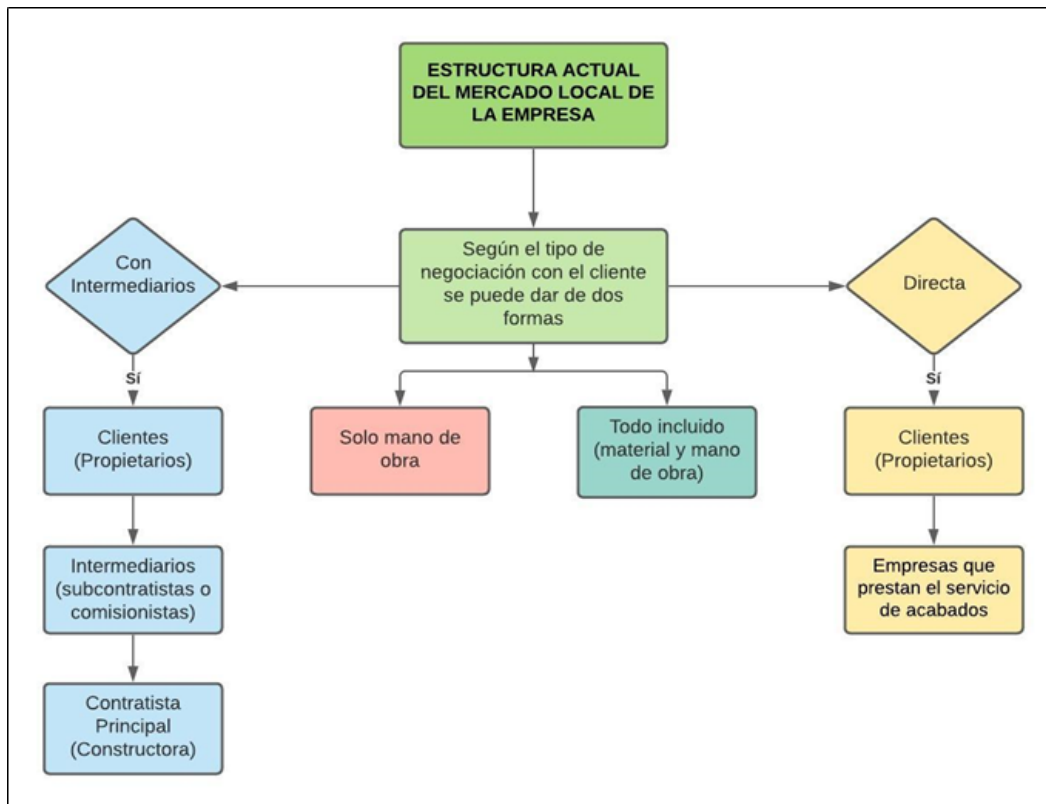 ESTRUCTURA ACTUAL
DEL MERCADO LOCAL DE
LA EMPRESA
Según el tipo de
negociación con el cliente
se puede dar de dos
formas
Con
Intermediarios
Directa
Sí
Sí
Clientes
(Propietarios)
Solo mano de
obra
Todo incluido
(material y mano
de obra)
Clientes
(Propietarios)
Intermediarios
(subcontratistas o
comisionistas)
Empresas que
prestan el servicio
de acabados
Contratista
Principal
(Constructora)